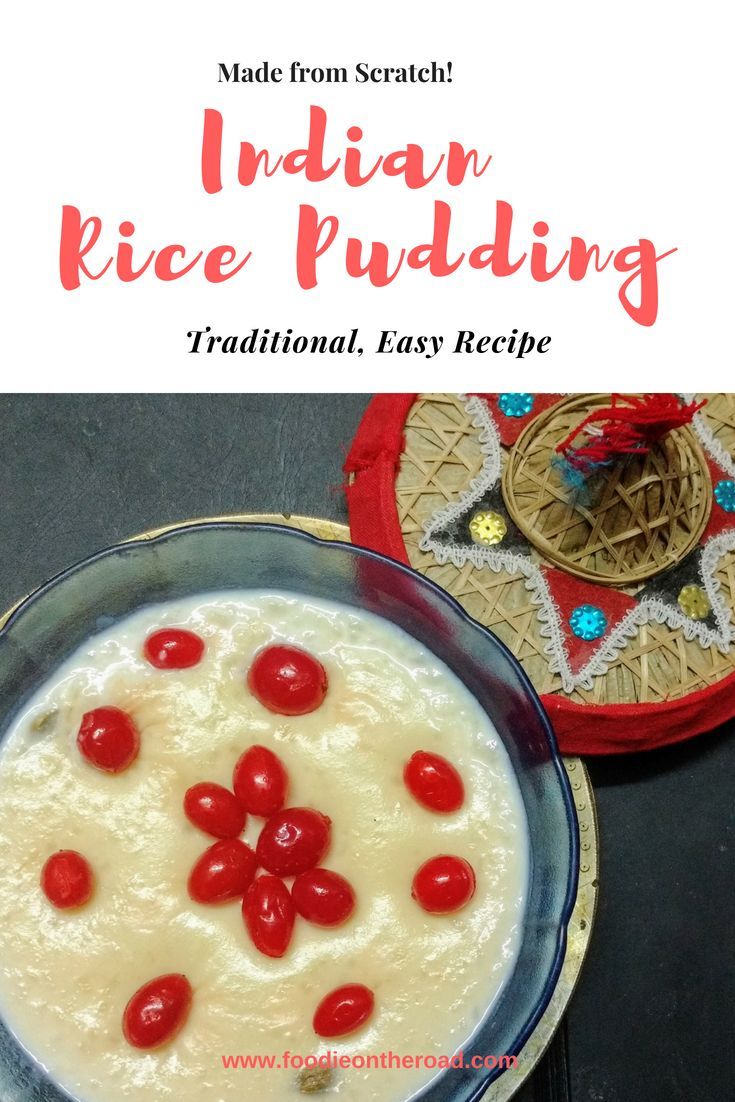 Made from Scratch!
Indian
Rice Pudding
Traditional, Easy Recipe
www.foodieontheroad.com